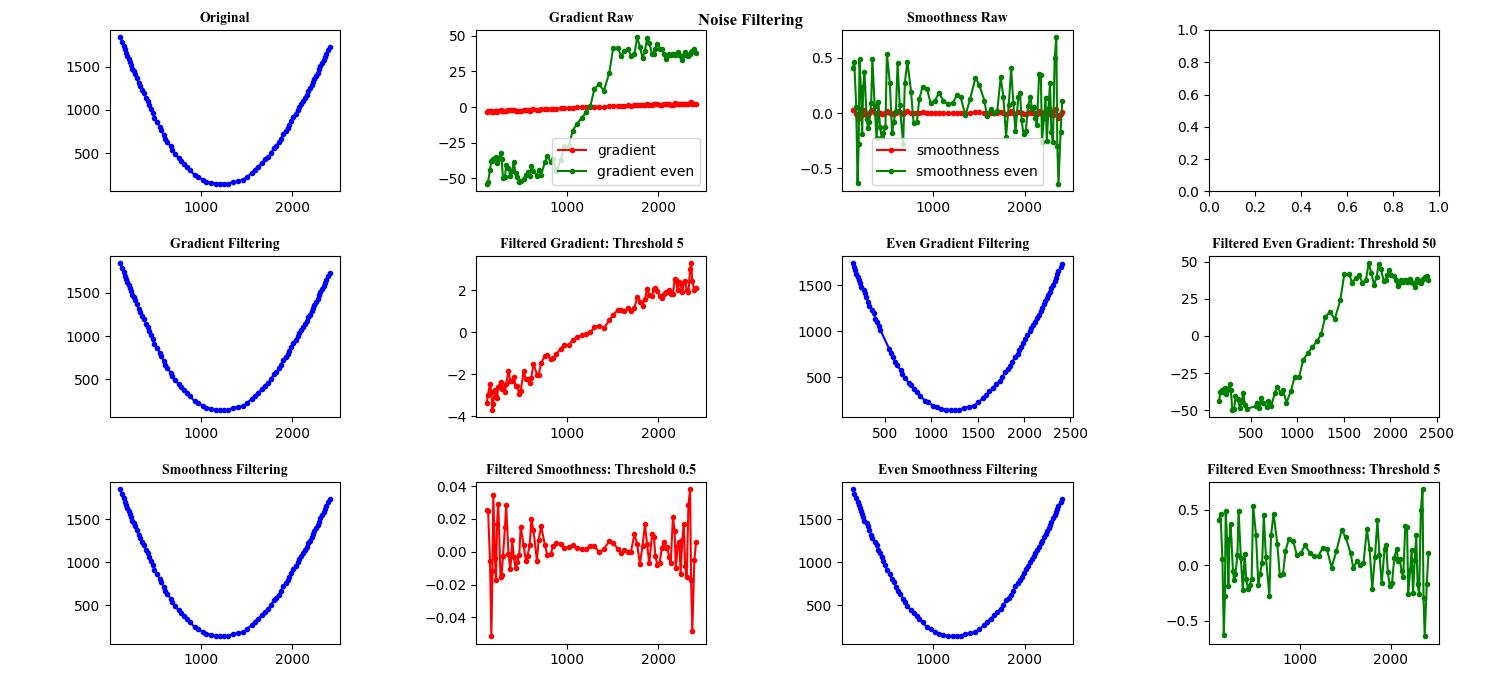 Noise Filtering
Original
1500
1000
500
1000 2000
Gradient Raw
50
25
0
−25
−50
gradient
gradient even
1000 2000
Smoothness Raw
0.5
0.0
−0.5
smoothness
smoothness even
1000 2000
1.0
0.8
0.6
0.4
0.2
0.0
0.0 0.2 0.4 0.6 0.8 1.0
Gradient Filtering
1500
1000
500
1000 2000
Filtered Gradient: Threshold 5
2
0
−2
−4
1000 2000
Even Gradient Filtering
1500
1000
500
500 1000 1500 2000 2500
Filtered Even Gradient: Threshold 50
50
25
0
−25
−50
500 1000 1500 2000 2500
Smoothness Filtering
1500
1000
500
1000 2000
Filtered Smoothness: Threshold 0.5
0.04
0.02
0.00
−0.02
−0.04
1000 2000
Even Smoothness Filtering
1500
1000
500
1000 2000
Filtered Even Smoothness: Threshold 5
0.5
0.0
−0.5
1000 2000